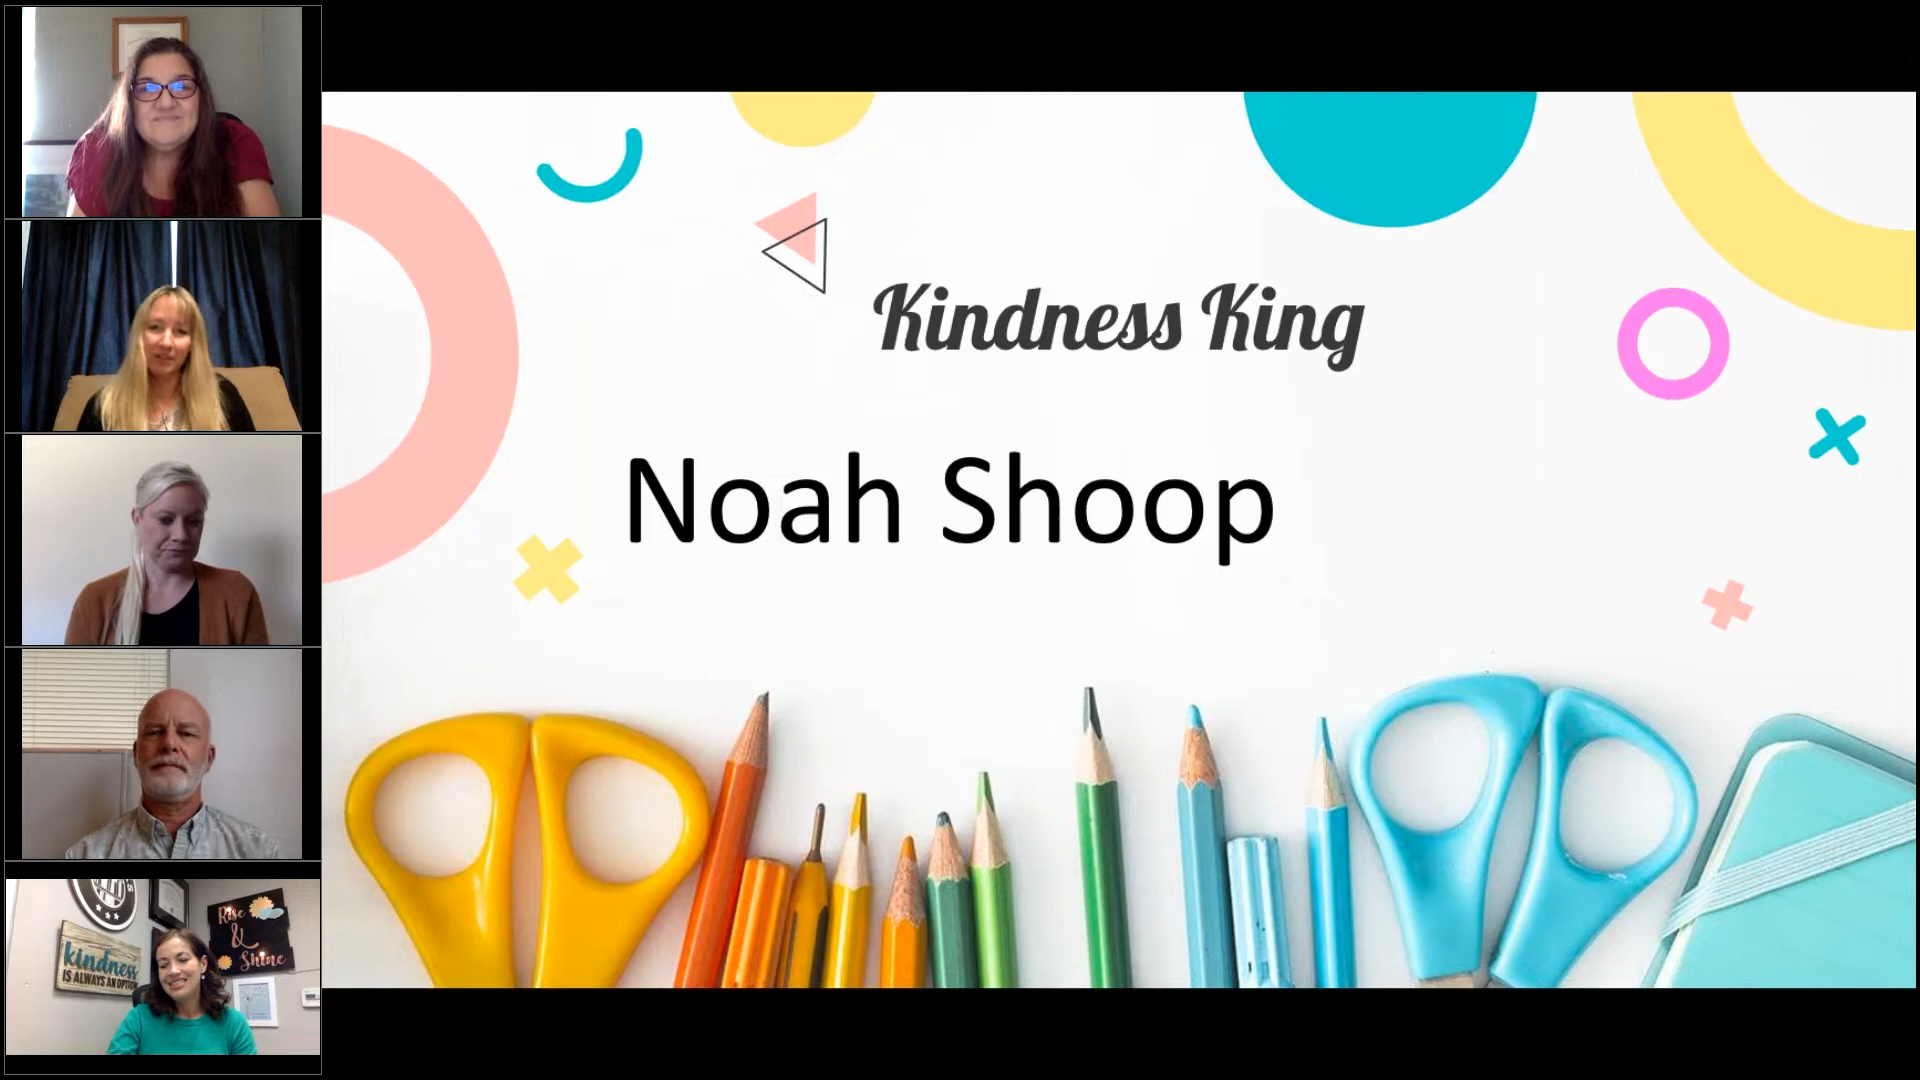 Kindness King
Noah Shoop
kindness
IS ALWAYS AN OPTION
Rise
&
Shine